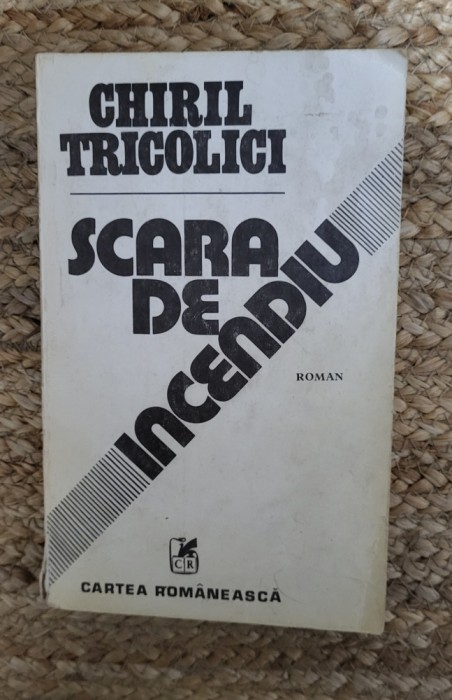 CHIRIL
TRICOLICI
SCARA
DE
INCENDIU
ROMAN
CR
CARTEA ROMÂNEASCĂ